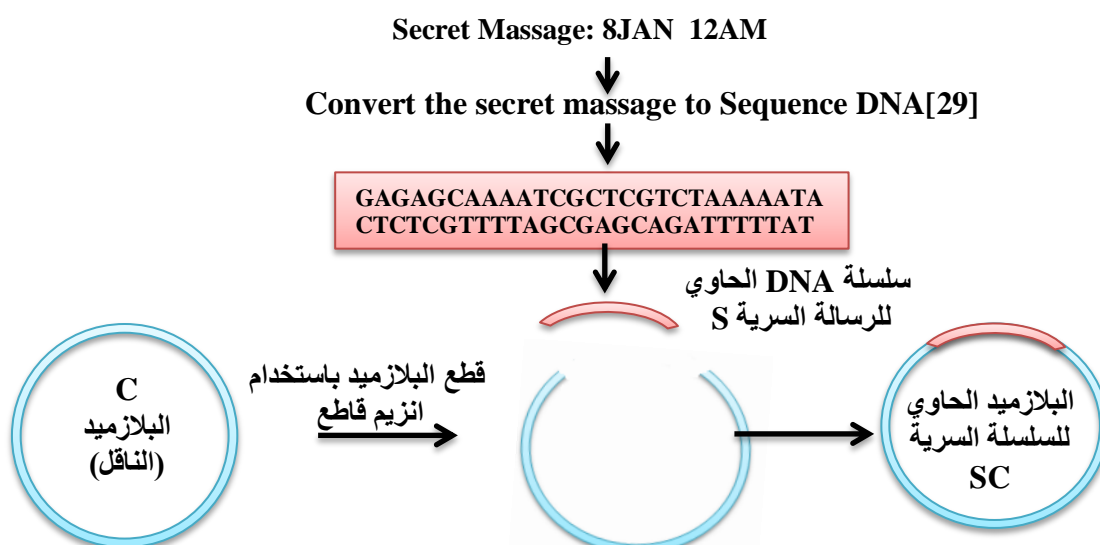 Secret Massage: 8JAN 12AM
Convert the secret massage to Sequence DNA[29]
GAGAGCAAAATCGCTCGTCTAAAAATA
CTCTCGTTTTAGCGAGCAGATTTTTAT
سلسلة DNA الحاوي
للرسالة السرية S
C
البلازميد
(الناقل)
قطع البلازميد باستخدام
انزيم قاطع
البلازميد الحاوي
للسلسلة السرية
SC